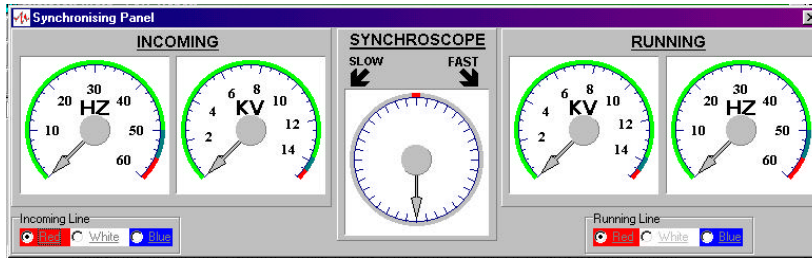 Synchronising Panel
INCOMING
SYNCHROSCOPE
RUNNING
SLOW FAST
10 20 30 40 50 60 HZ
2 4 6 8 10 12 14 KV
2 4 6 8 10 12 14 KV
10 20 30 40 50 60 HZ
Incoming Line
Red White Blue
Running Line
Red White Blue